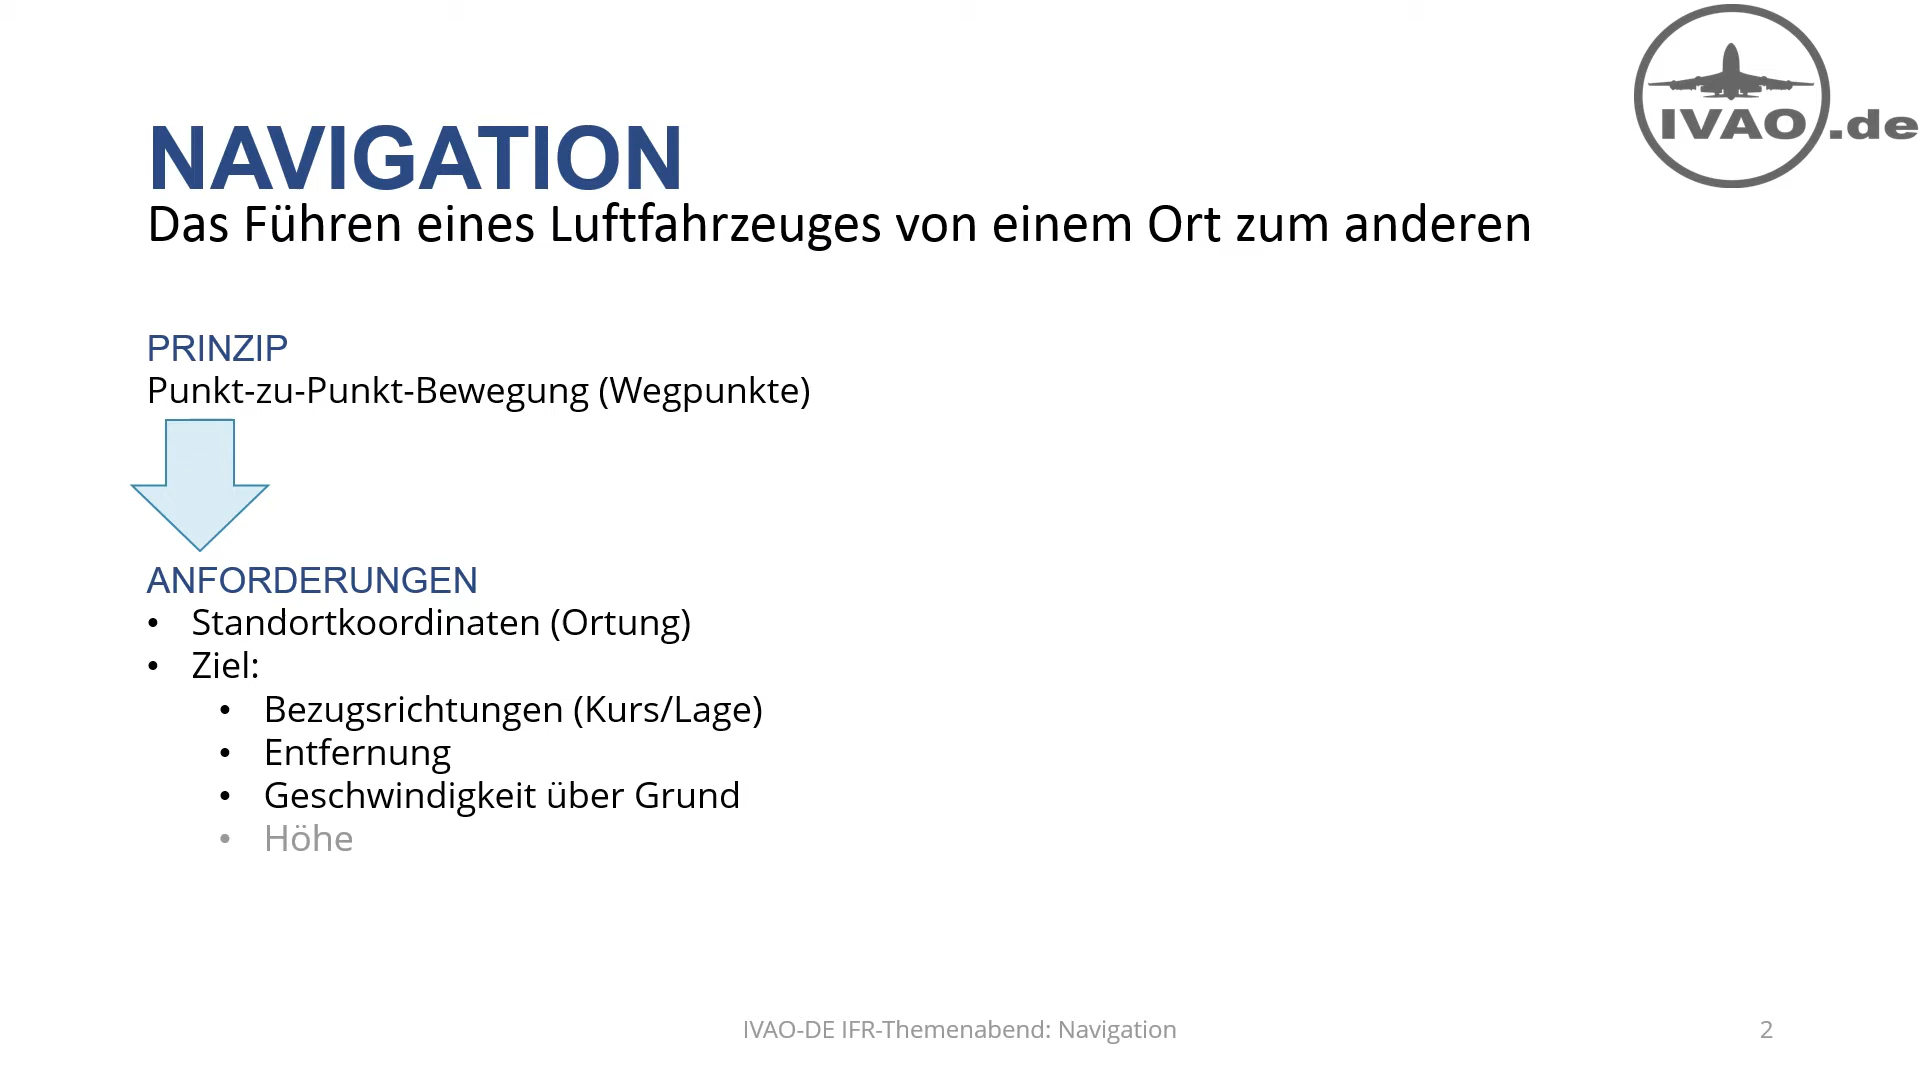 IVAO.de
NAVIGATION
Das Führen eines Luftfahrzeuges von einem Ort zum anderen
PRINZIP
Punkt-zu-Punkt-Bewegung (Wegpunkte)
ANFORDERUNGEN
• Standortkoordinaten (Ortung)
• Ziel:
• Bezugsrichtungen (Kurs/Lage)
• Entfernung
• Geschwindigkeit über Grund
• Höhe
IVAO-DE IFR-Themenabend: Navigation
2